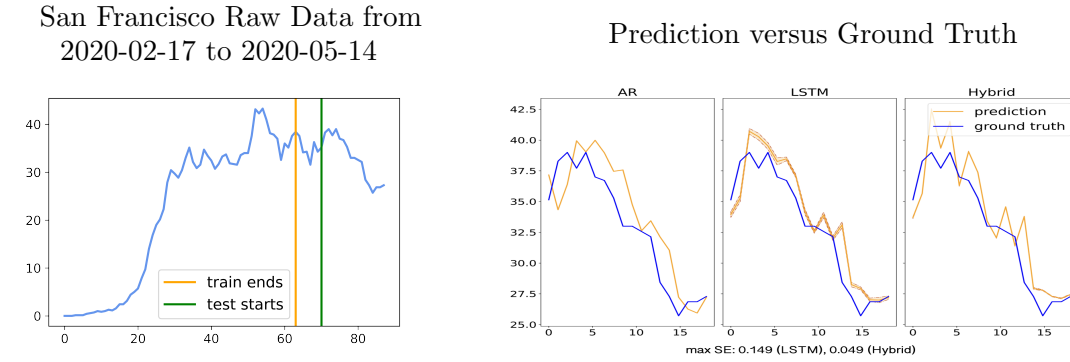 San Francisco Raw Data from
2020-02-17 to 2020-05-14
40
30
20
10
0
0 20 40 60 80
train ends
test starts
Prediction versus Ground Truth
AR LSTM Hybrid
42.5
40.0
37.5
35.0
32.5
30.0
27.5
25.0
0 5 10 15 0 5 10 15 0 5 10 15
prediction
ground truth
max SE: 0.149 (LSTM), 0.049 (Hybrid)